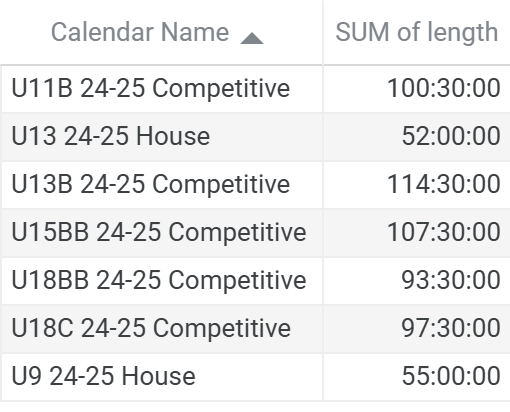 Calendar Name SUM of length
U11B 24-25 Competitive 100:30:00
U13 24-25 House 52:00:00
U13B 24-25 Competitive 114:30:00
U15BB 24-25 Competitive 107:30:00
U18BB 24-25 Competitive 93:30:00
U18C 24-25 Competitive 97:30:00
U9 24-25 House 55:00:00